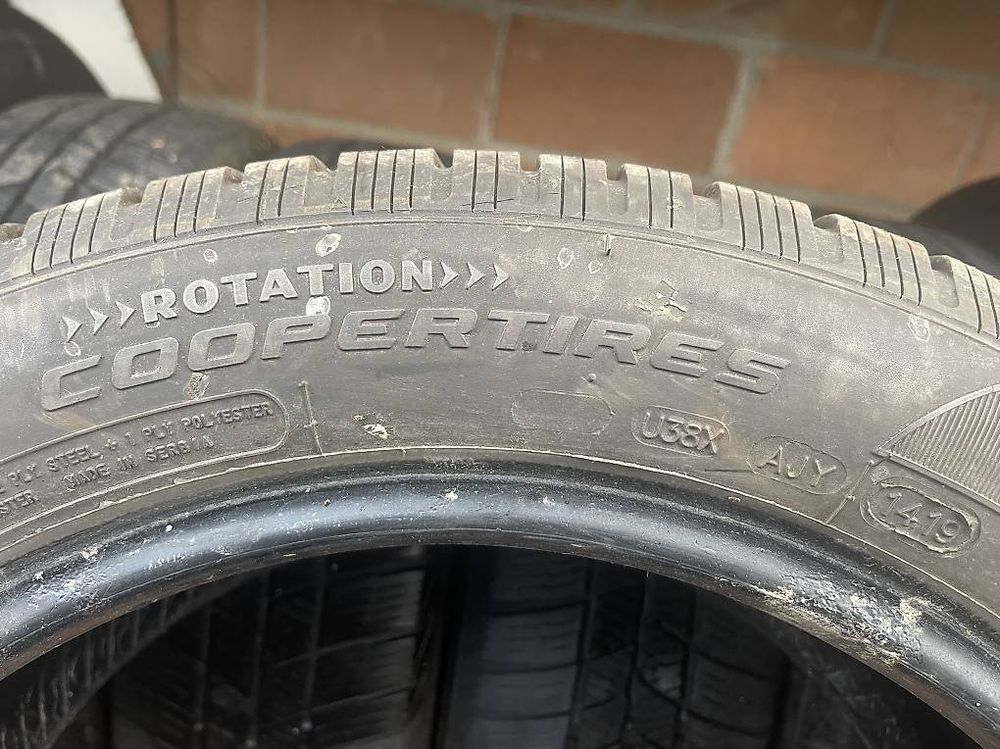 >>>ROTATION>>>
COOPERTIRES
PLY STEEL + 1 PLY POLYESTER
MADE IN SERBIA
U38X
AJY
1419